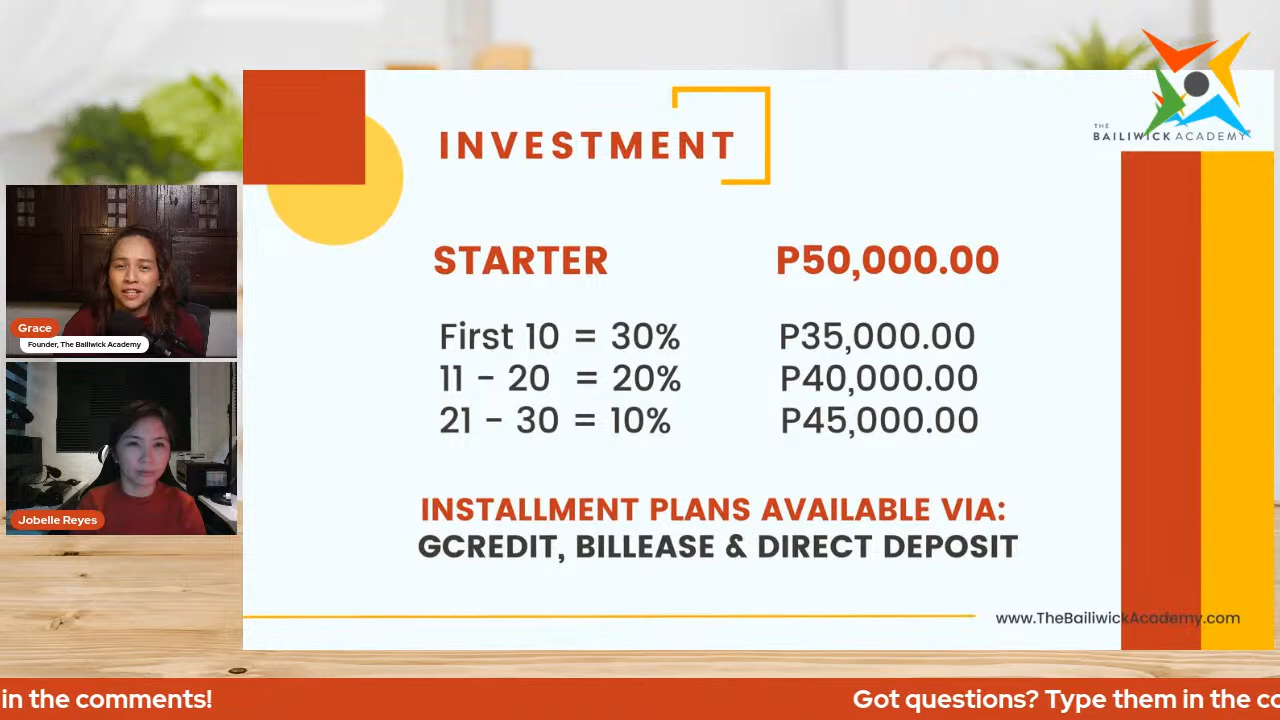 THE
BAILIWICK ACADEMY
INVESTMENT
STARTER P50,000.00
First 10 = 30% P35,000.00
11 - 20 = 20% P40,000.00
21 - 30 = 10% P45,000.00
INSTALLMENT PLANS AVAILABLE VIA:
GCREDIT, BILLEASE & DIRECT DEPOSIT
www.TheBailiwickAcademy.com
Grace
Founder, The Bailiwick Academy
Jobelle Reyes
in the comments! Got questions? Type them in the co